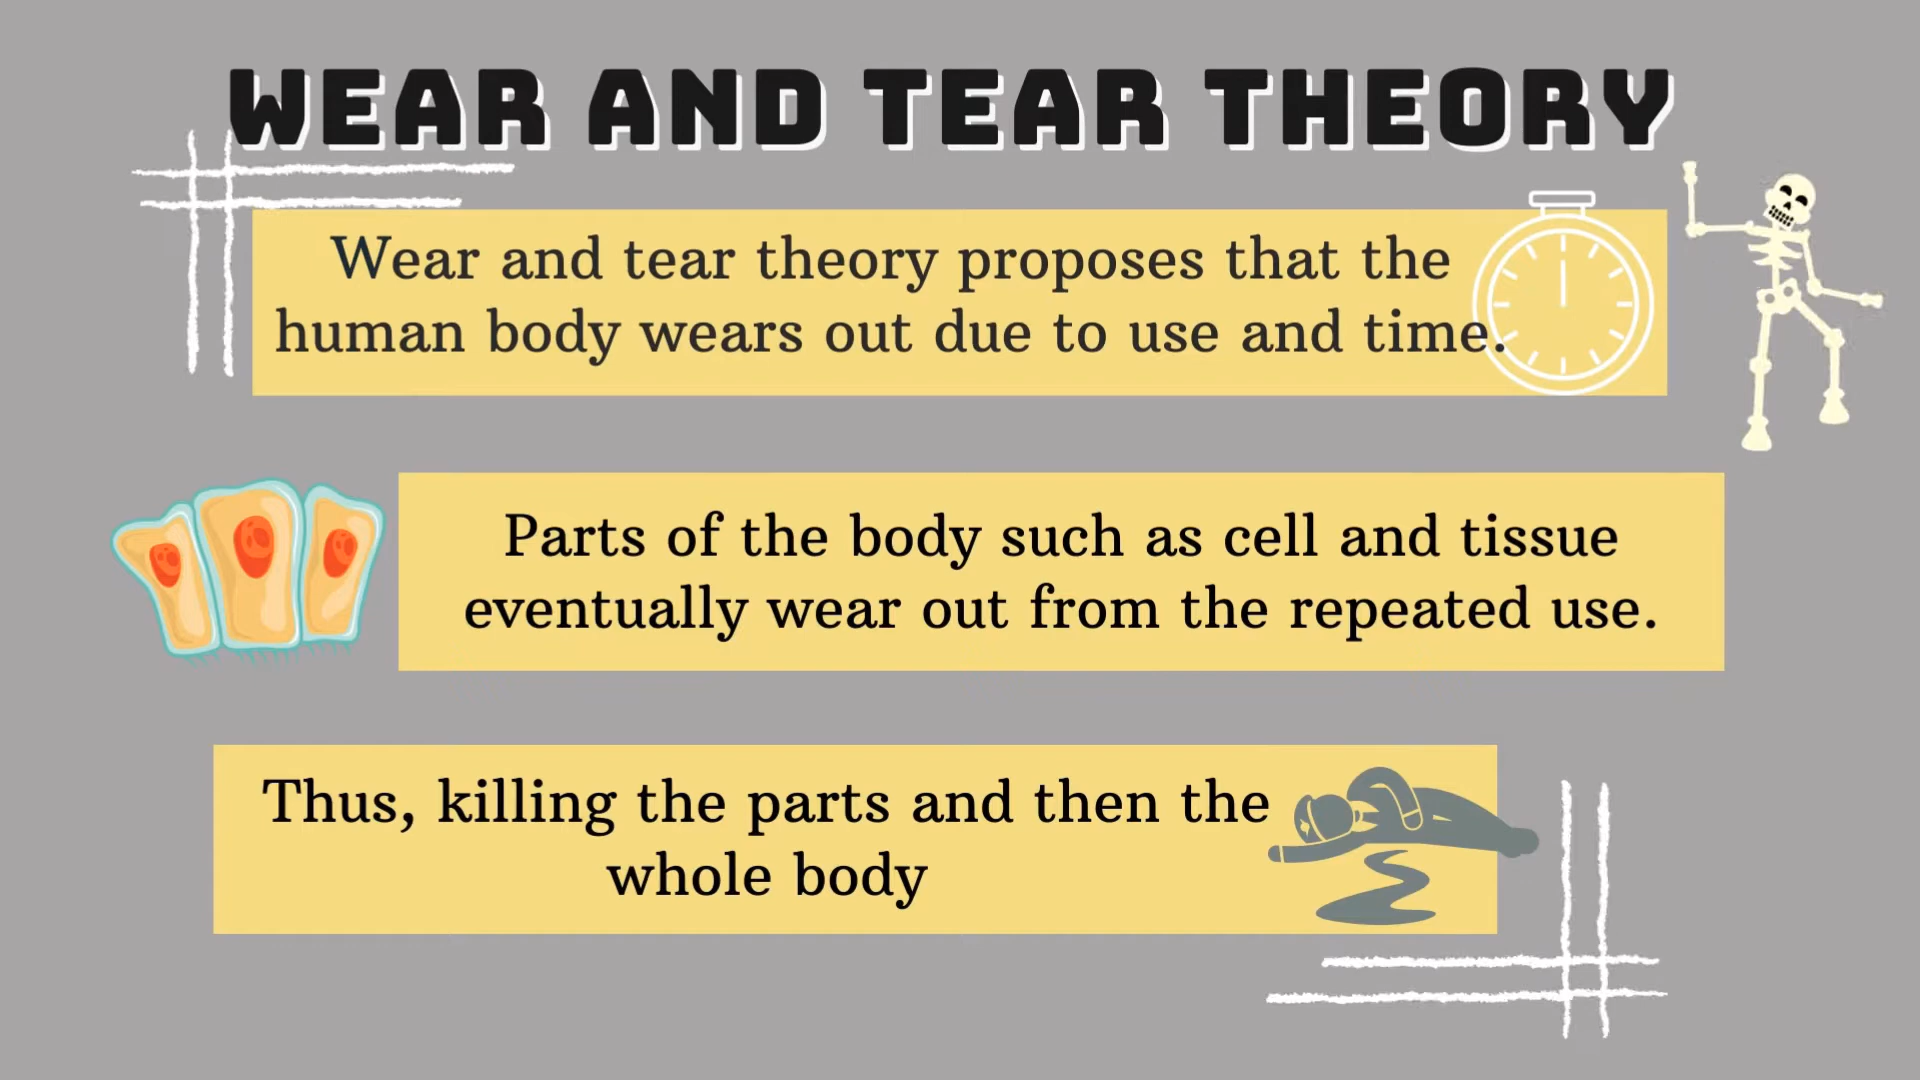 WEAR AND TEAR THEORY
Wear and tear theory proposes that the
human body wears out due to use and time.
Parts of the body such as cell and tissue
eventually wear out from the repeated use.
Thus, killing the parts and then the
whole body